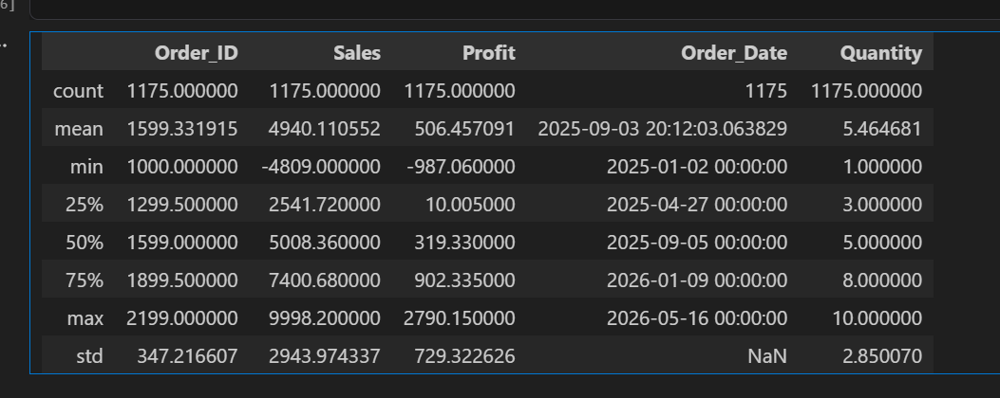 6]
..
Order_ID Sales Profit Order_Date Quantity
count 1175.000000 1175.000000 1175.000000 1175 1175.000000
mean 1599.331915 4940.110552 506.457091 2025-09-03 20:12:03.063829 5.464681
min 1000.000000 -4809.000000 -987.060000 2025-01-02 00:00:00 1.000000
25% 1299.500000 2541.720000 10.005000 2025-04-27 00:00:00 3.000000
50% 1599.000000 5008.360000 319.330000 2025-09-05 00:00:00 5.000000
75% 1899.500000 7400.680000 902.335000 2026-01-09 00:00:00 8.000000
max 2199.000000 9998.200000 2790.150000 2026-05-16 00:00:00 10.000000
std 347.216607 2943.974337 729.322626 NaN 2.850070